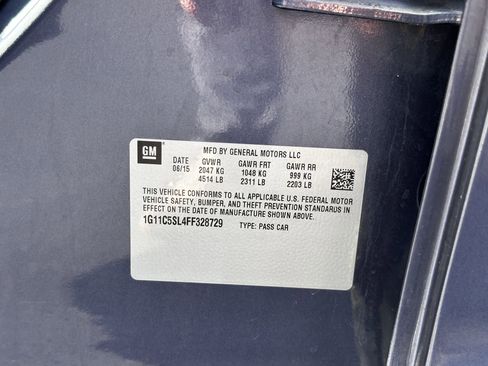 GM
MFD BY GENERAL MOTORS LLC
DATE GVWR GAWR FRT GAWR RR
06/15 2047 KG 1048 KG 999 KG
4514 LB 2311 LB 2203 LB
THIS VEHICLE CONFORMS TO ALL APPLICABLE U.S. FEDERAL MOTOR
VEHICLE SAFETY, BUMPER, AND THEFT PREVENTION STANDARDS IN
EFFECT ON THE DATE OF MANUFACTURE SHOWN ABOVE.
1G11C5SL4FF328729 TYPE: PASS CAR